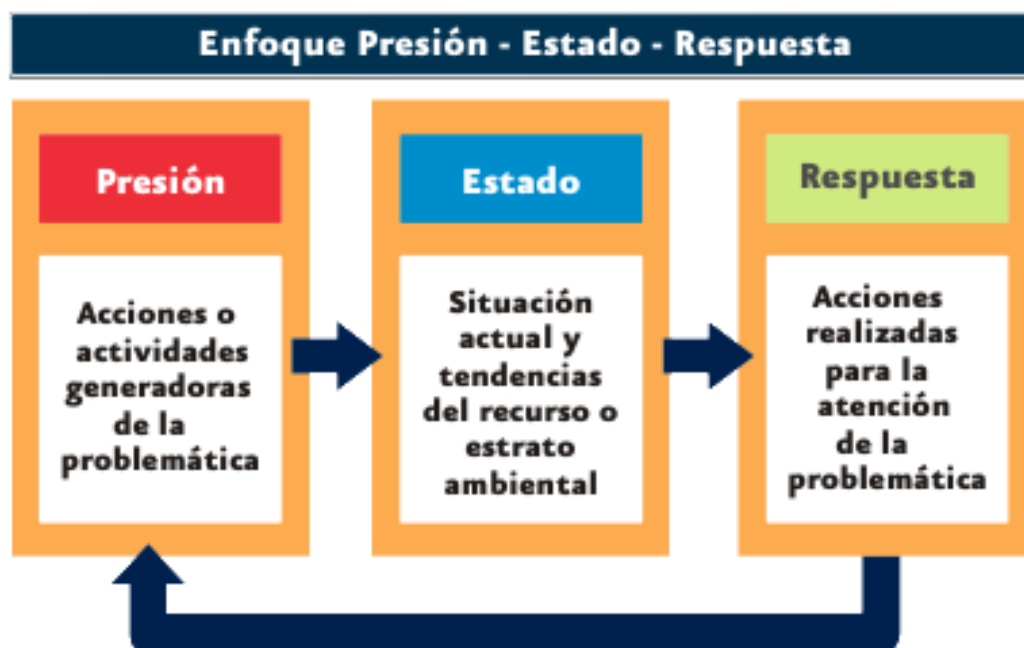 Enfoque Presión - Estado - Respuesta
Presión
Acciones o
actividades
generadoras
de la
problemática
Estado
Situación
actual y
tendencias
del recurso o
estrato
ambiental
Respuesta
Acciones
realizadas
para la
atención
de la
problemática